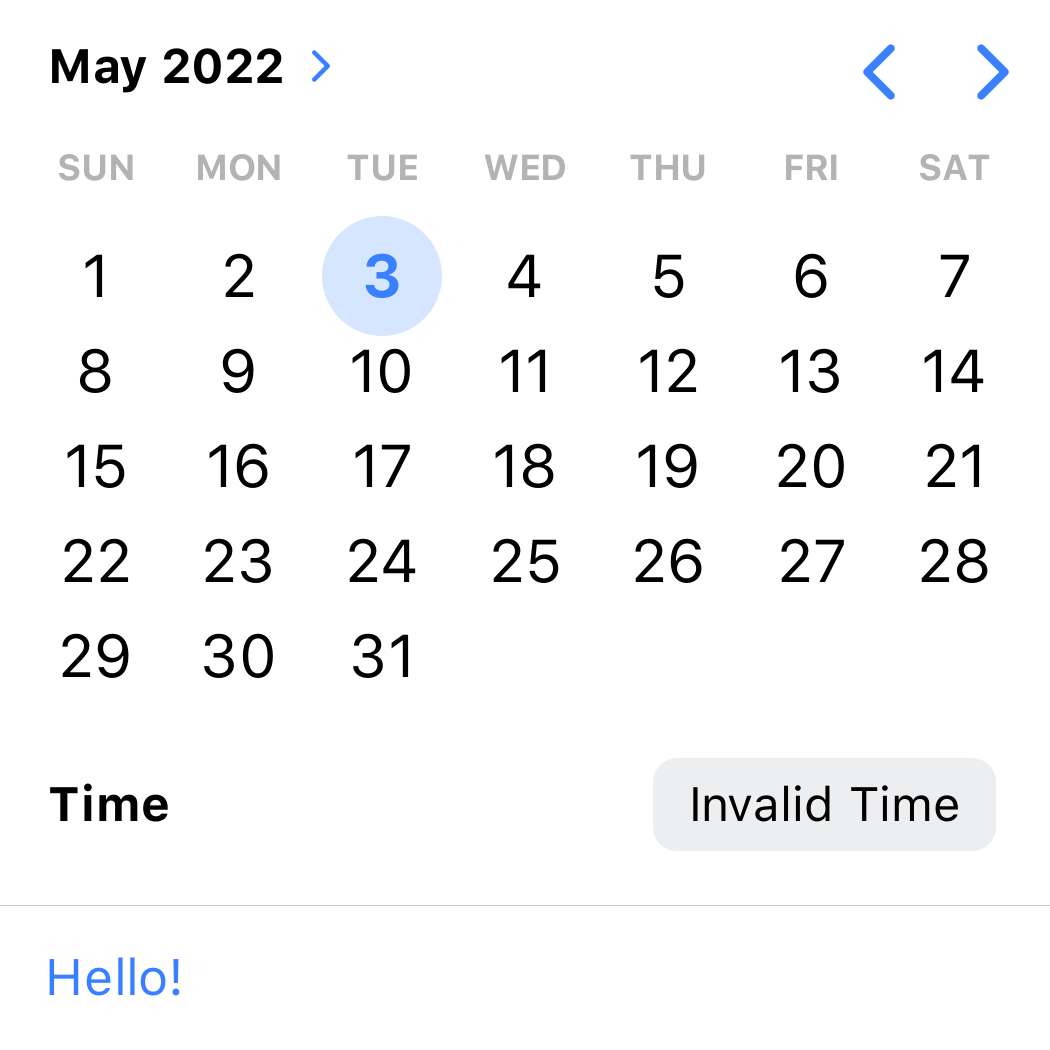 May 2022
SUN MON TUE WED THU FRI SAT
1 2 3 4 5 6 7
8 9 10 11 12 13 14
15 16 17 18 19 20 21
22 23 24 25 26 27 28
29 30 31
Time Invalid Time
Hello!